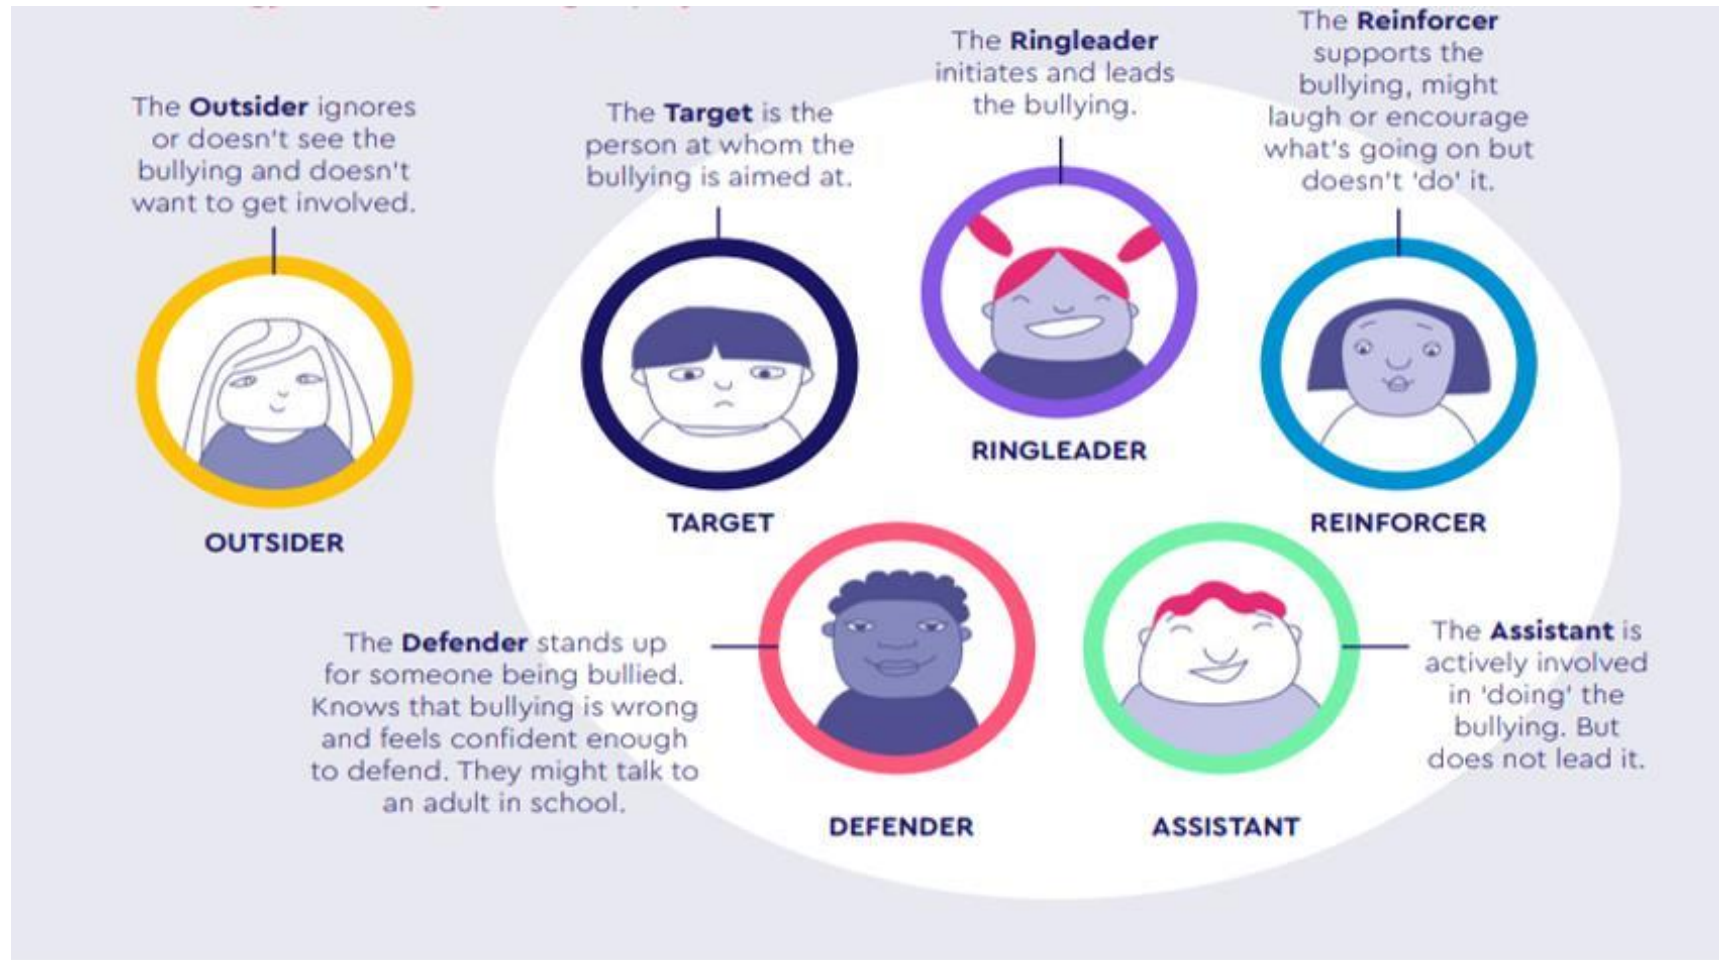 The Outsider ignores
or doesn't see the
bullying and doesn't
want to get involved.
OUTSIDER
The Target is the
person at whom the
bullying is aimed at.
TARGET
The Ringleader
initiates and leads
the bullying.
RINGLEADER
The Reinforcer
supports the
bullying, might
laugh or encourage
what's going on but
doesn't 'do' it.
REINFORCER
The Defender stands up
for someone being bullied.
Knows that bullying is wrong
and feels confident enough
to defend. They might talk to
an adult in school.
DEFENDER
The Assistant is
actively involved
in 'doing' the
bullying. But
does not lead it.
ASSISTANT